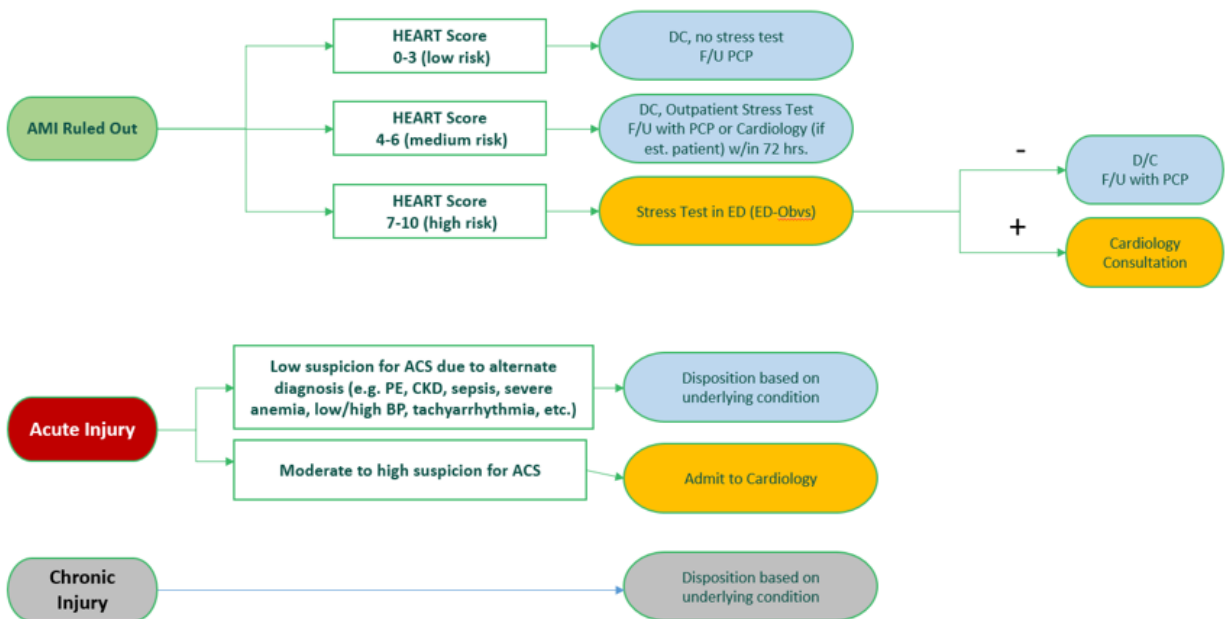 HEART Score
0-3 (low risk)
DC, no stress test
F/U PCP
AMI Ruled Out
HEART Score
4-6 (medium risk)
DC, Outpatient Stress Test
F/U with PCP or Cardiology (if
est. patient) w/in 72 hrs.
HEART Score
7-10 (high risk)
Stress Test in ED (ED-Obvs)
-
D/C
F/U with PCP
+
Cardiology
Consultation
Acute Injury
Low suspicion for ACS due to alternate
diagnosis (e.g. PE, CKD, sepsis, severe
anemia, low/high BP, tachyarrhythmia, etc.)
Disposition based on
underlying condition
Moderate to high suspicion for ACS
Admit to Cardiology
Chronic
Injury
Disposition based on
underlying condition